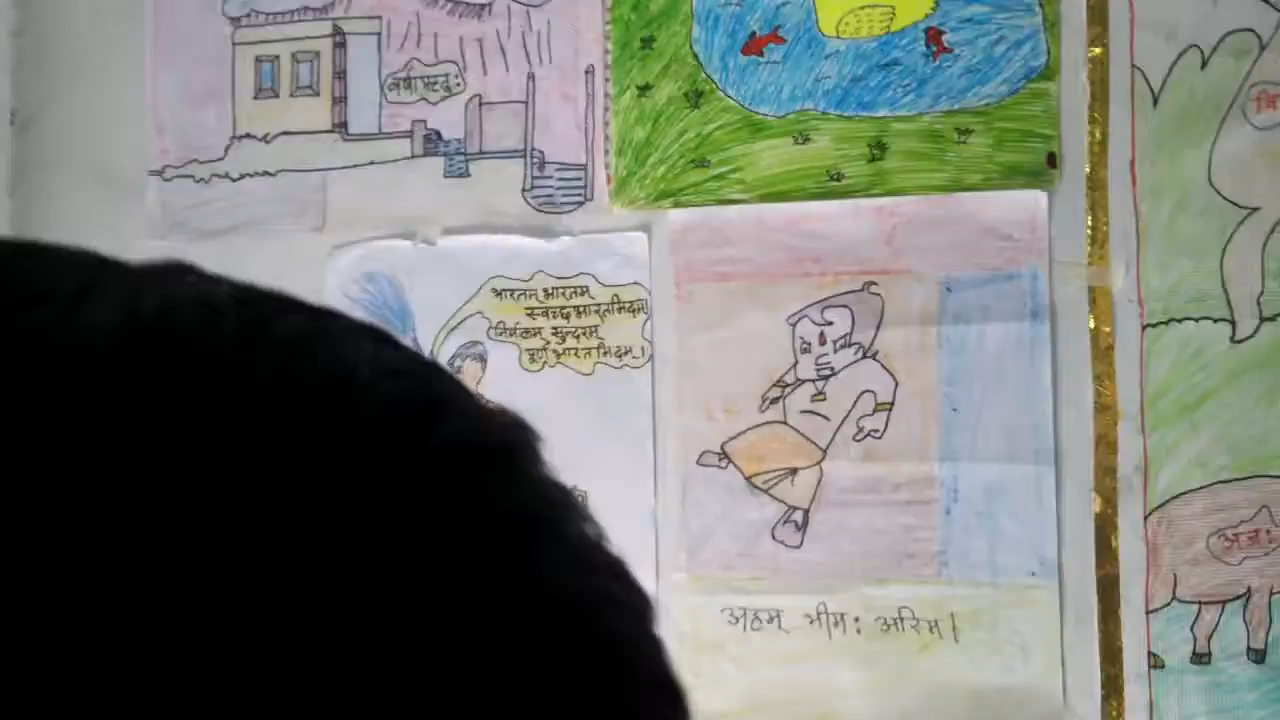 वर्षा ऋतुः
भारतम् भारतम्
स्वच्छ भारतमिदम्।
निर्मलम् सुन्दरम्
पूर्ण भारतमिदम्।
अहम् भीमः अस्मि।
अजः